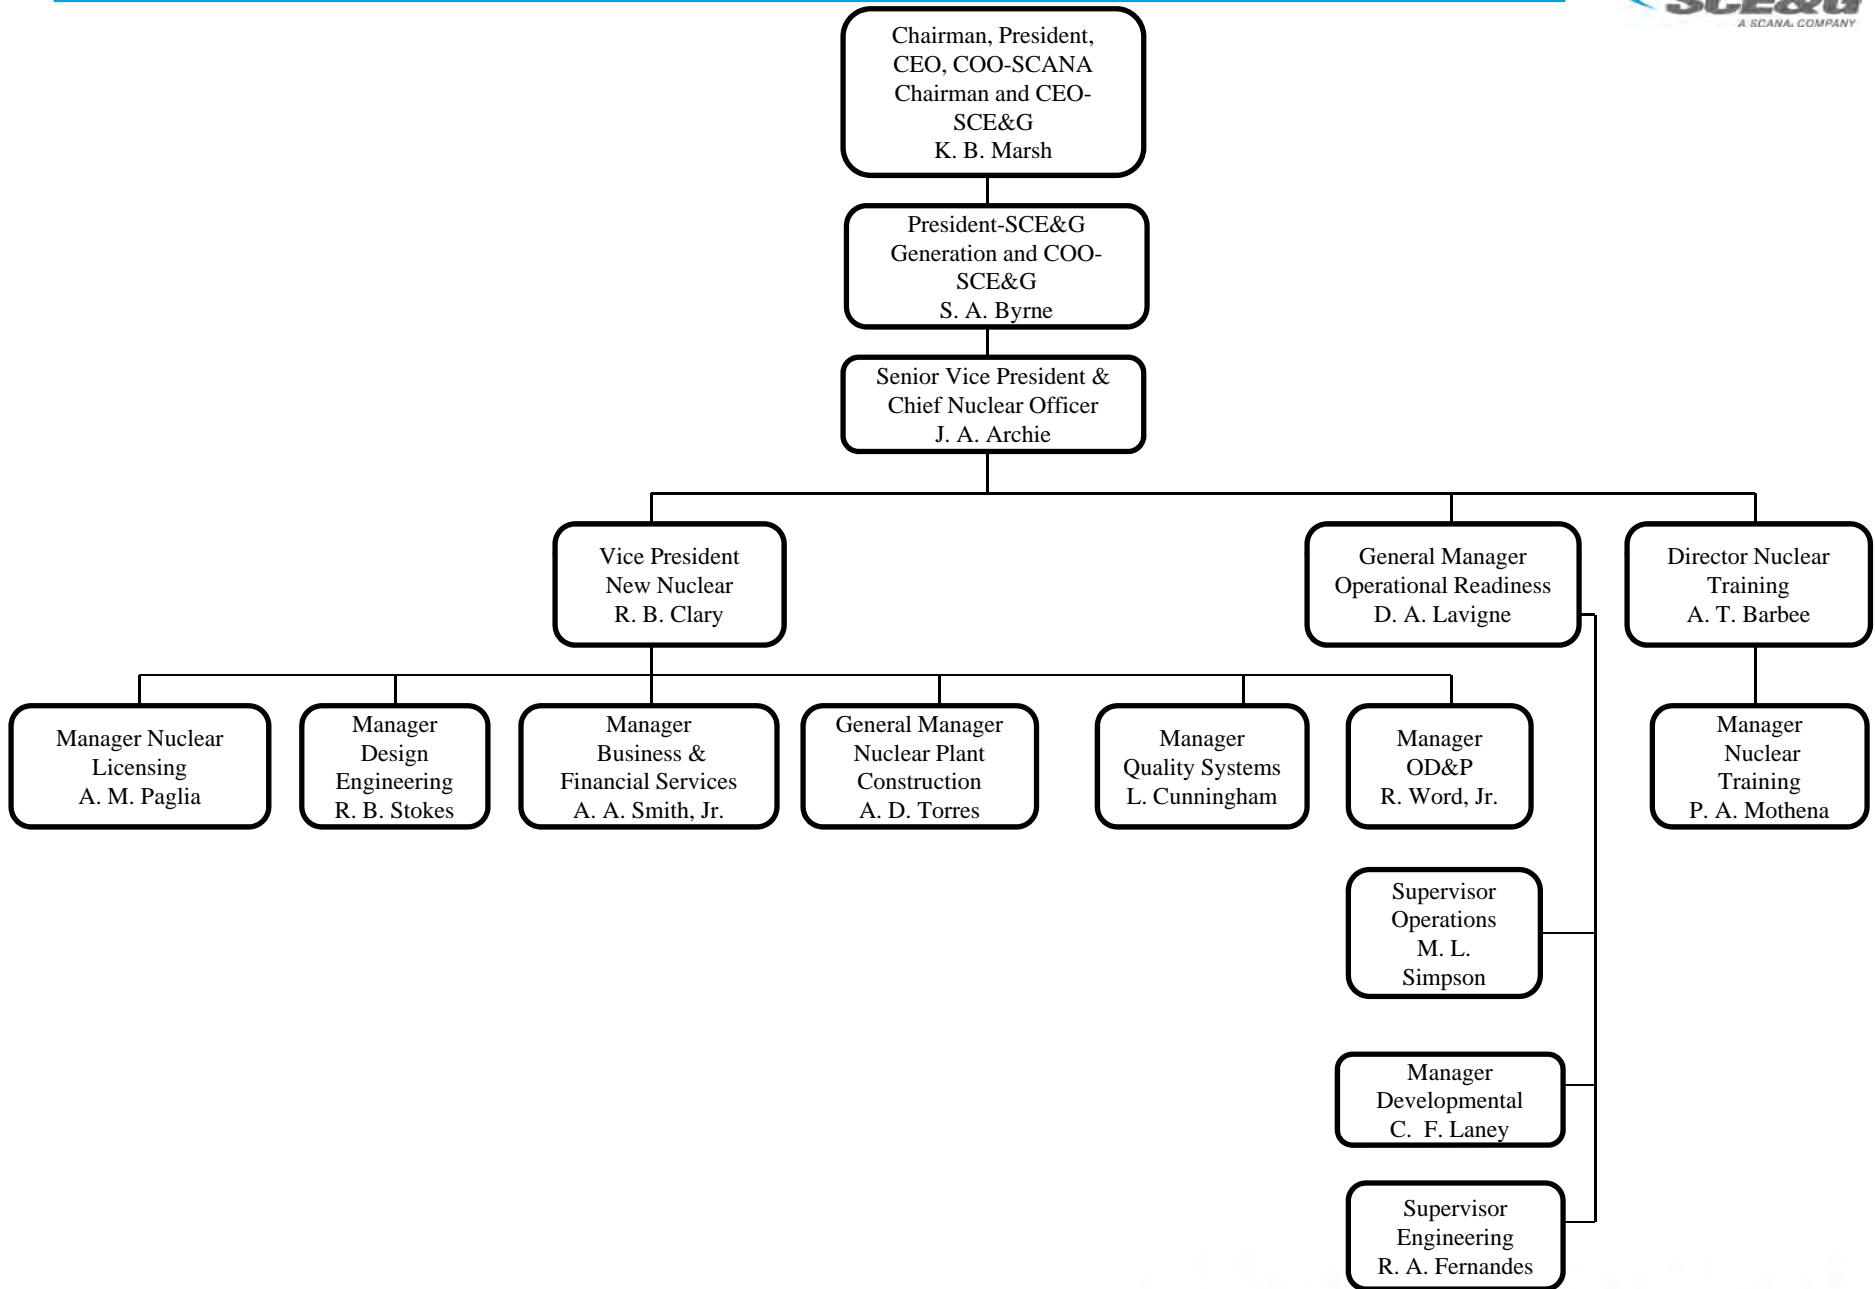 SCE&G
A SCANA COMPANY
Chairman, President,
CEO, COO-SCANA
Chairman and CEO-
SCE&G
K. B. Marsh
President-SCE&G
Generation and COO-
SCE&G
S. A. Byrne
Senior Vice President &
Chief Nuclear Officer
J. A. Archie
Vice President
New Nuclear
R. B. Clary
General Manager
Operational Readiness
D. A. Lavigne
Director Nuclear
Training
A. T. Barbee
Manager Nuclear
Licensing
A. M. Paglia
Manager
Design
Engineering
R. B. Stokes
Manager
Business &
Financial Services
A. A. Smith, Jr.
General Manager
Nuclear Plant
Construction
A. D. Torres
Manager
Quality Systems
L. Cunningham
Manager
OD&P
R. Word, Jr.
Manager
Nuclear
Training
P. A. Mothena
Supervisor
Operations
M. L.
Simpson
Manager
Developmental
C. F. Laney
Supervisor
Engineering
R. A. Fernandes